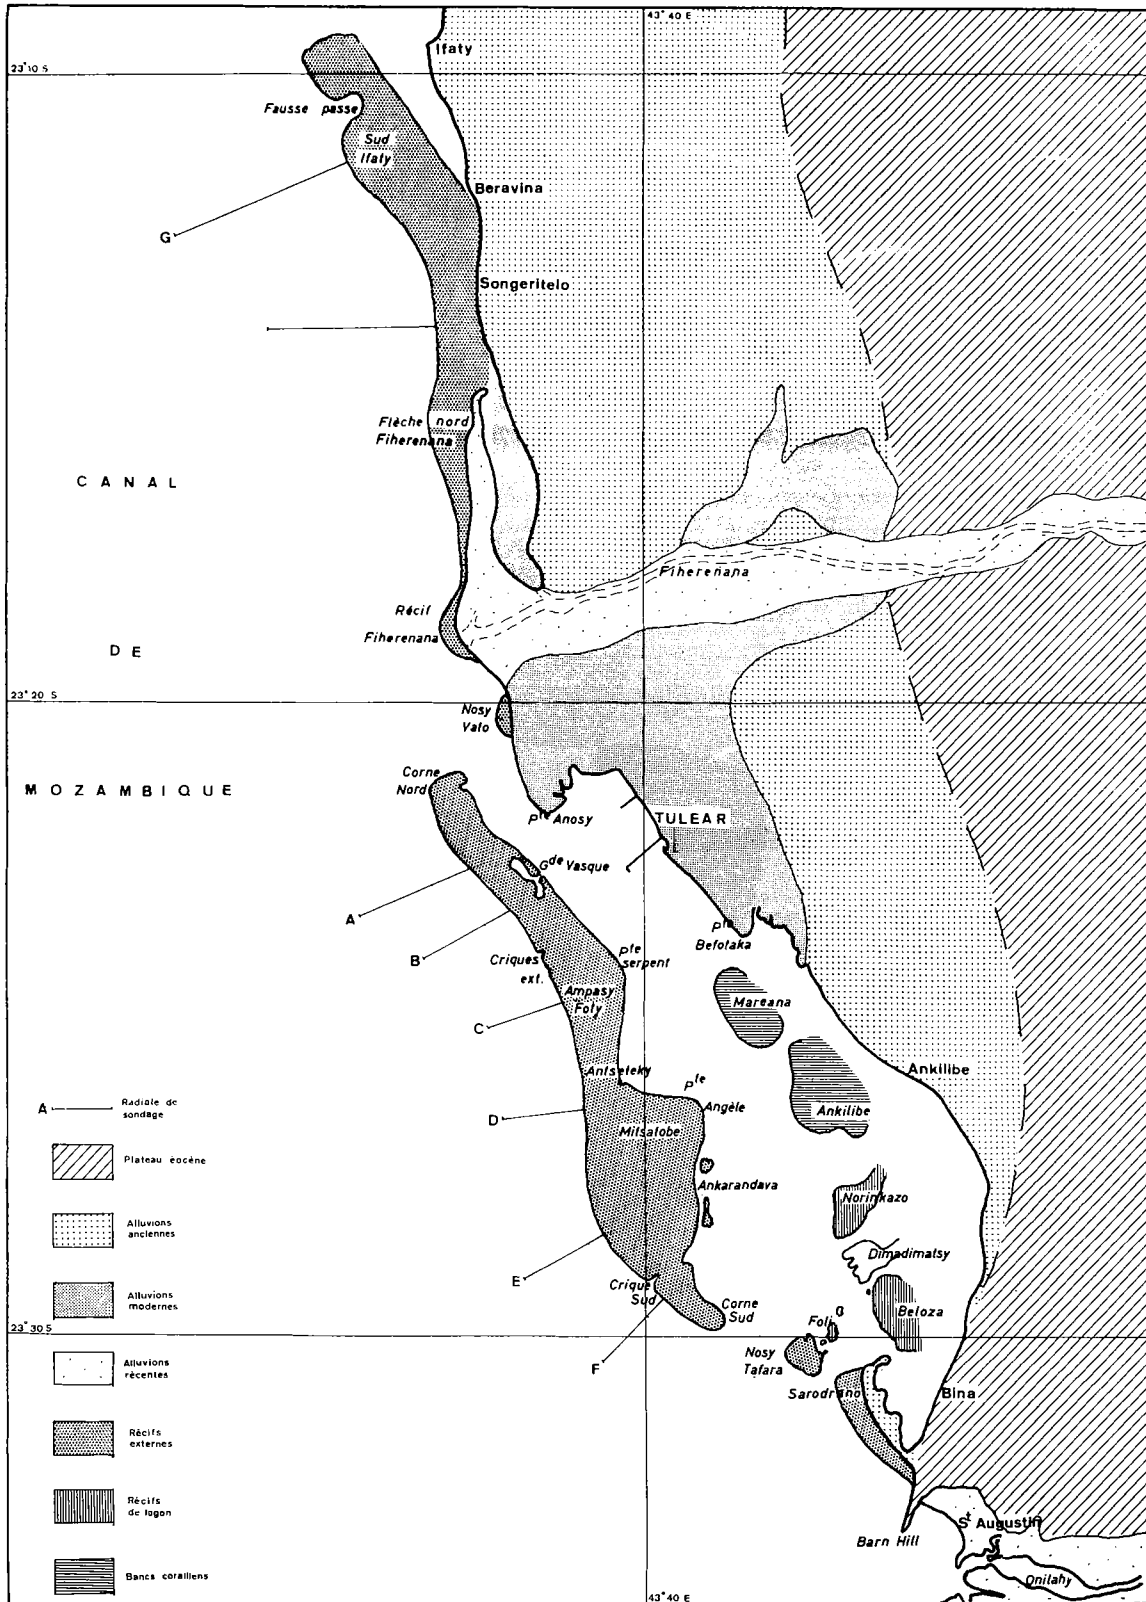 43° 40 E
Ifaty
23° 10 S
Fausse passe
Sud
Ifaty
Beravina
G
Songeritelo
Flèche nord
Fiherenana
CANAL
Fiherenana
Récif
Fiherenana
DE
23° 20 S
Nosy
Vato
Corne
Nord
MOZAMBIQUE
Pte Anosy
TULEAR
Gde Vasque
A
Pte
Befotaka
B
Criques
ext.
Pte
serpent
Ampasy
Foly
Mareana
C
Antseteky
Ankilibe
Pte
Angèle
A
Radiale de
sondage
D
Mitsatobe
Ankilibe
Plateau éocène
Ankarandava
Norinkazo
Alluvions
anciennes
Dimadimatsy
E
Crique
Sud
Corne
Sud
Beloza
Alluvions
modernes
Foli
23° 30 S
Nosy
Tafara
F
Alluvions
récentes
Sarodrano
Bina
Récifs
externes
Récifs
de lagon
St Augustin
Barn Hill
Bancs coralliens
Onilahy
43° 40 E